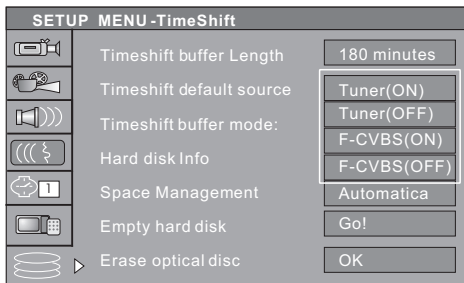 SETUP MENU -TimeShift
Timeshift buffer Length 180 minutes
Timeshift default source Tuner(ON)
Timeshift buffer mode: Tuner(OFF)
F-CVBS(ON)
Hard disk Info F-CVBS(OFF)
Space Management Automatica
Empty hard disk Go!
1
Erase optical disc OK